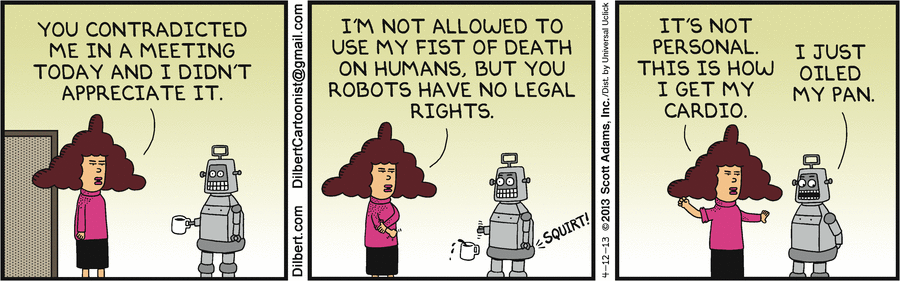 YOU CONTRADICTED
ME IN A MEETING
TODAY AND I DIDN'T
APPRECIATE IT.
Dilbert.com DilbertCartoonist@gmail.com
I'M NOT ALLOWED TO
USE MY FIST OF DEATH
ON HUMANS, BUT YOU
ROBOTS HAVE NO LEGAL
RIGHTS.
SQUIRT!
4-12-13 © 2013 Scott Adams, Inc. /Dist. by Universal Uclick
IT'S NOT
PERSONAL.
THIS IS HOW
I GET MY
CARDIO.
I JUST
OILED
MY PAN.